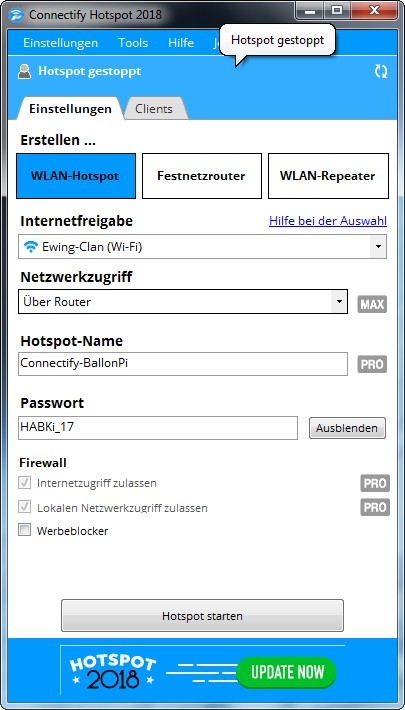 Connectify Hotspot 2018
Einstellungen Tools Hilfe
Hotspot gestoppt
Hotspot gestoppt
Einstellungen Clients
Erstellen ...
WLAN-Hotspot Festnetzrouter WLAN-Repeater
Internetfreigabe Hilfe bei der Auswahl
Ewing-Clan (Wi-Fi)
Netzwerkzugriff
Über Router MAX
Hotspot-Name
Connectify-BallonPi PRO
Passwort
HABKi_17 Ausblenden
Firewall
Internetzugriff zulassen PRO
Lokalen Netzwerkzugriff zulassen PRO
Werbeblocker
Hotspot starten
HOTSPOT
2018
UPDATE NOW